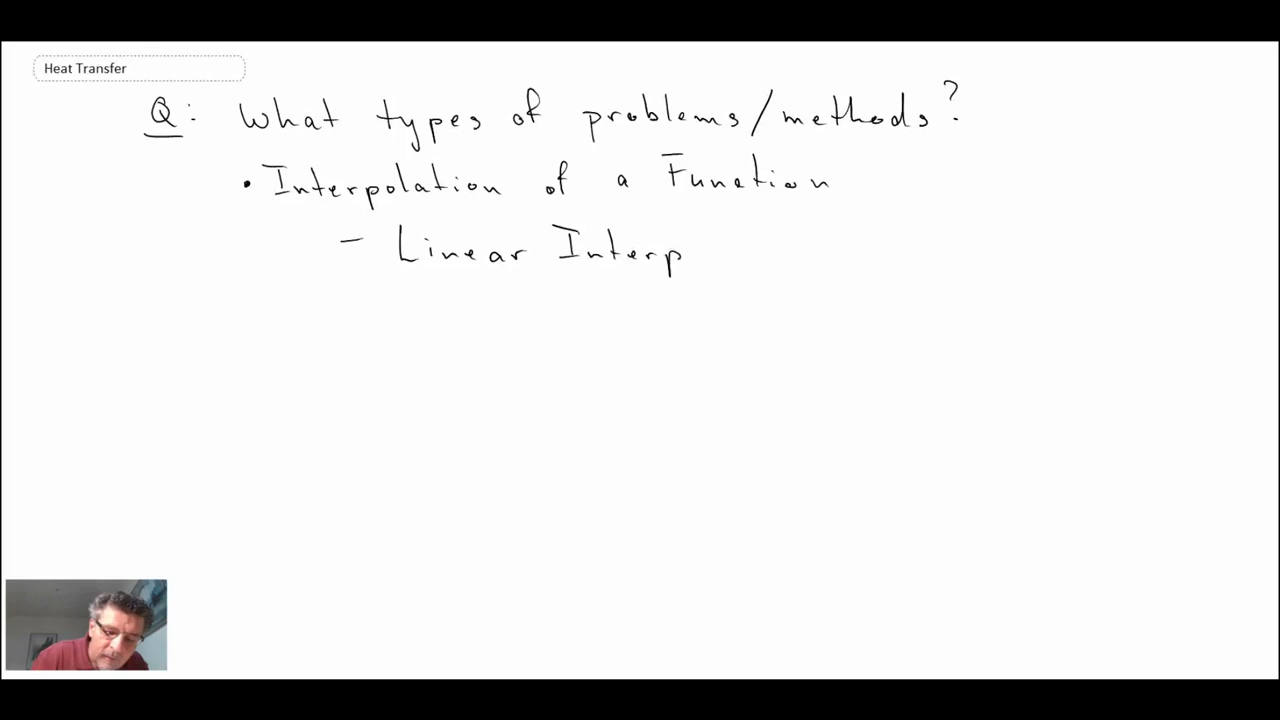 Heat Transfer
Q: What types of problems/methods?
• Interpolation of a Function
- Linear Interp